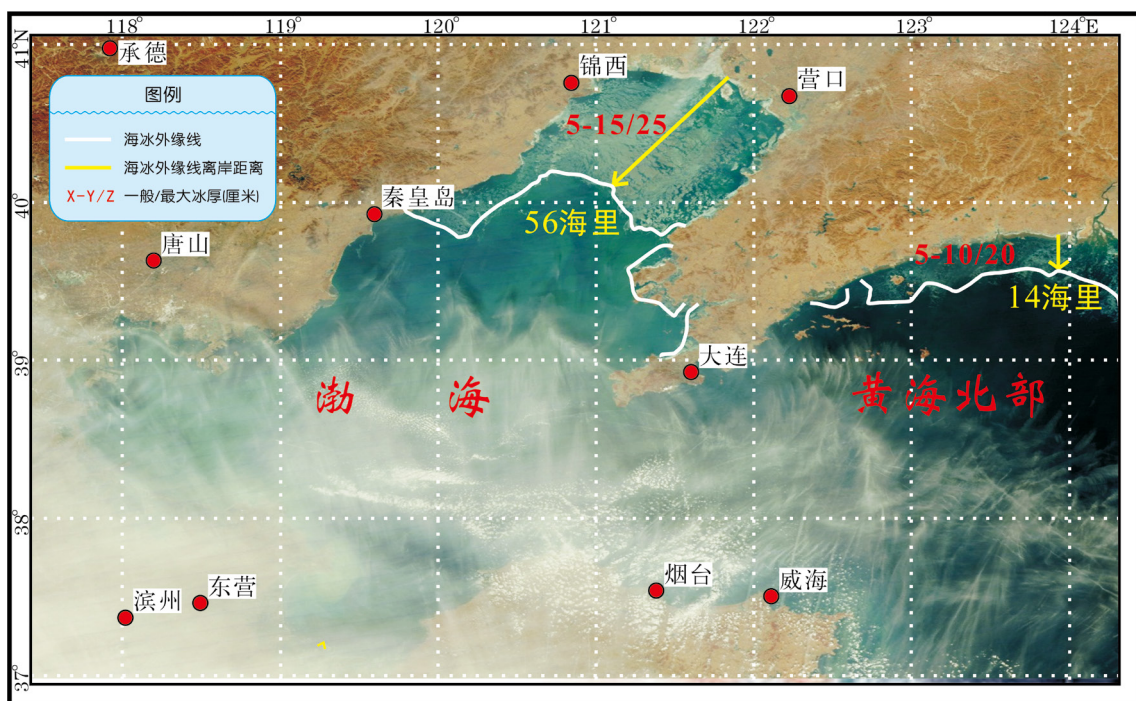 118° 119° 120° 121° 122° 123° 124°E
41°N
40°
39°
38°
37°
承德
图例
海冰外缘线
海冰外缘线离岸距离
X-Y/Z 一般/最大冰厚(厘米)
锦西
营口
5-15/25
秦皇岛
56海里
唐山
5-10/20
14海里
大连
渤海
黄海北部
烟台
威海
东营
滨州